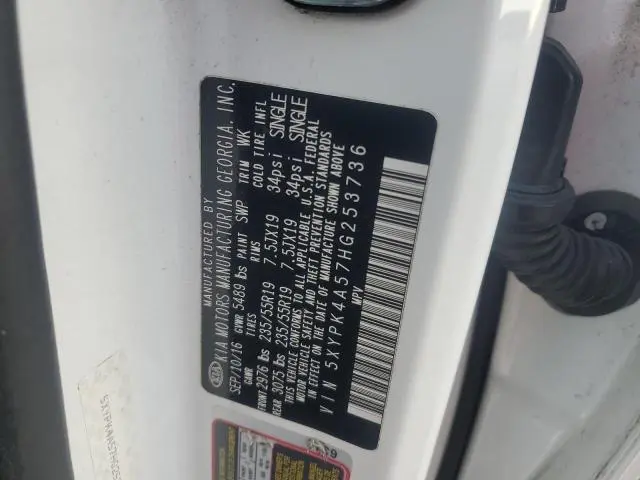 MANUFACTURED BY
KIA KIA MOTORS MANUFACTURING GEORGIA, INC.
SEP/10/16 GVWR 5489 lbs PAINT SWP TRIM WK
GAWR TIRES RIMS COLD TIRE INFL
FRONT 2976 lbs 235/55R19 7.5JX19 34psi SINGLE
REAR 3075 lbs 235/55R19 7.5JX19 34psi SINGLE
THIS VEHICLE CONFORMS TO ALL APPLICABLE U.S.A. FEDERAL
MOTOR VEHICLE SAFETY AND THEFT PREVENTION STANDARDS
IN EFFECT ON THE DATE OF MANUFACTURE SHOWN ABOVE
VIN 5XYPK4A57HG253736
MPV